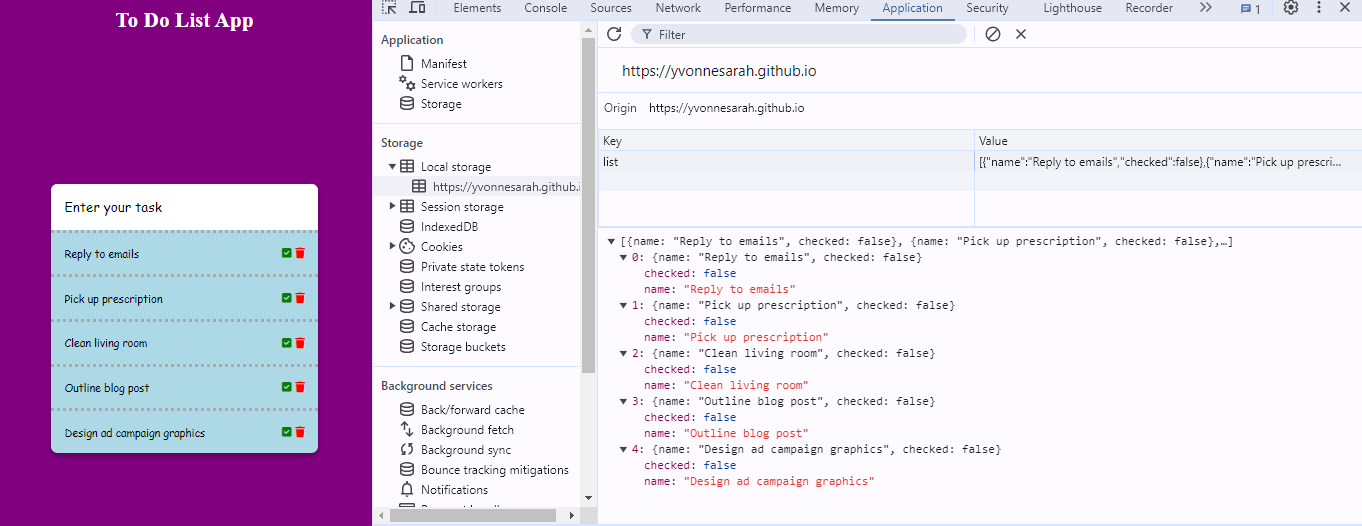 To Do List App
Enter your task
Reply to emails
Pick up prescription
Clean living room
Outline blog post
Design ad campaign graphics
Elements Console Sources Network Performance Memory Application Security Lighthouse Recorder 1
Application
Manifest
Service workers
Storage
Storage
Local storage
https://yvonnesarah.github.i
Session storage
IndexedDB
Cookies
Private state tokens
Interest groups
Shared storage
Cache storage
Storage buckets
Background services
Back/forward cache
Background fetch
Background sync
Bounce tracking mitigations
Notifications
Filter
https://yvonnesarah.github.io
Origin https://yvonnesarah.github.io
Key Value
list [{"name":"Reply to emails","checked":false},{"name":"Pick up prescri...
[{name: "Reply to emails", checked: false}, {name: "Pick up prescription", checked: false},…]
0: {name: "Reply to emails", checked: false}
checked: false
name: "Reply to emails"
1: {name: "Pick up prescription", checked: false}
checked: false
name: "Pick up prescription"
2: {name: "Clean living room", checked: false}
checked: false
name: "Clean living room"
3: {name: "Outline blog post", checked: false}
checked: false
name: "Outline blog post"
4: {name: "Design ad campaign graphics", checked: false}
checked: false
name: "Design ad campaign graphics"